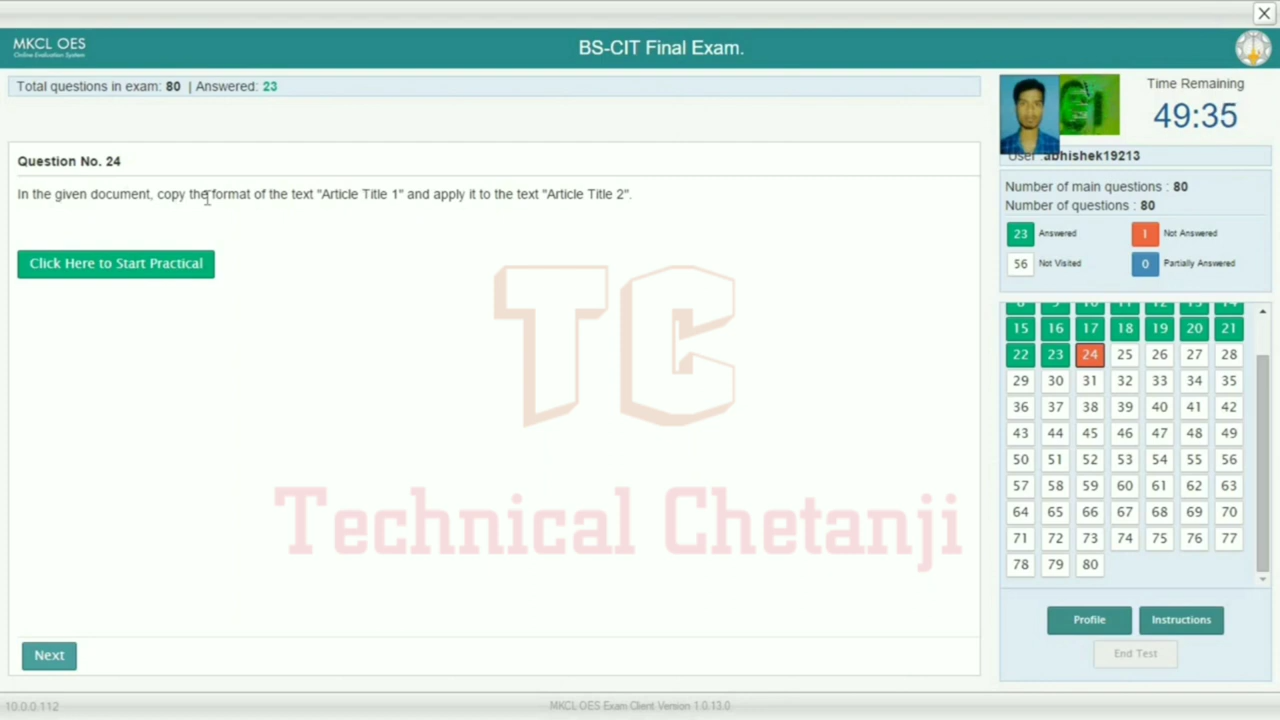 MKCL OES
Online Evaluation System
BS-CIT Final Exam.
Total questions in exam: 80 | Answered: 23
Time Remaining
49:35
User :abhishek19213
Question No. 24
In the given document, copy the format of the text "Article Title 1" and apply it to the text "Article Title 2".
Click Here to Start Practical
Number of main questions : 80
Number of questions : 80
23 Answered 1 Not Answered
56 Not Visited 0 Partially Answered
8 9 10 11 12 13 14
15 16 17 18 19 20 21
22 23 24 25 26 27 28
29 30 31 32 33 34 35
36 37 38 39 40 41 42
43 44 45 46 47 48 49
50 51 52 53 54 55 56
57 58 59 60 61 62 63
64 65 66 67 68 69 70
71 72 73 74 75 76 77
78 79 80
TC
Technical Chetanji
Profile Instructions
End Test
Next
10.0.0.112
MKCL OES Exam Client Version 1.0.13.0